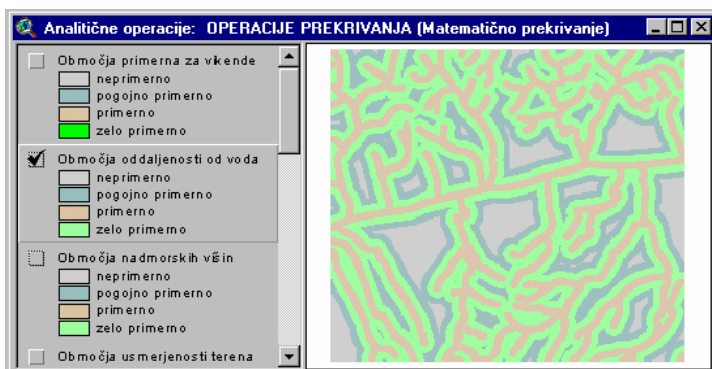 Analitične operacije: OPERACIJE PREKRIVANJA (Matematično prekrivanje)
Območja primerna za vikende
neprimerno
pogojno primerno
primerno
zelo primerno
Območja oddaljenosti od voda
neprimerno
pogojno primerno
primerno
zelo primerno
Območja nadmorskih višin
neprimerno
pogojno primerno
primerno
zelo primerno
Območja usmerjenosti terena